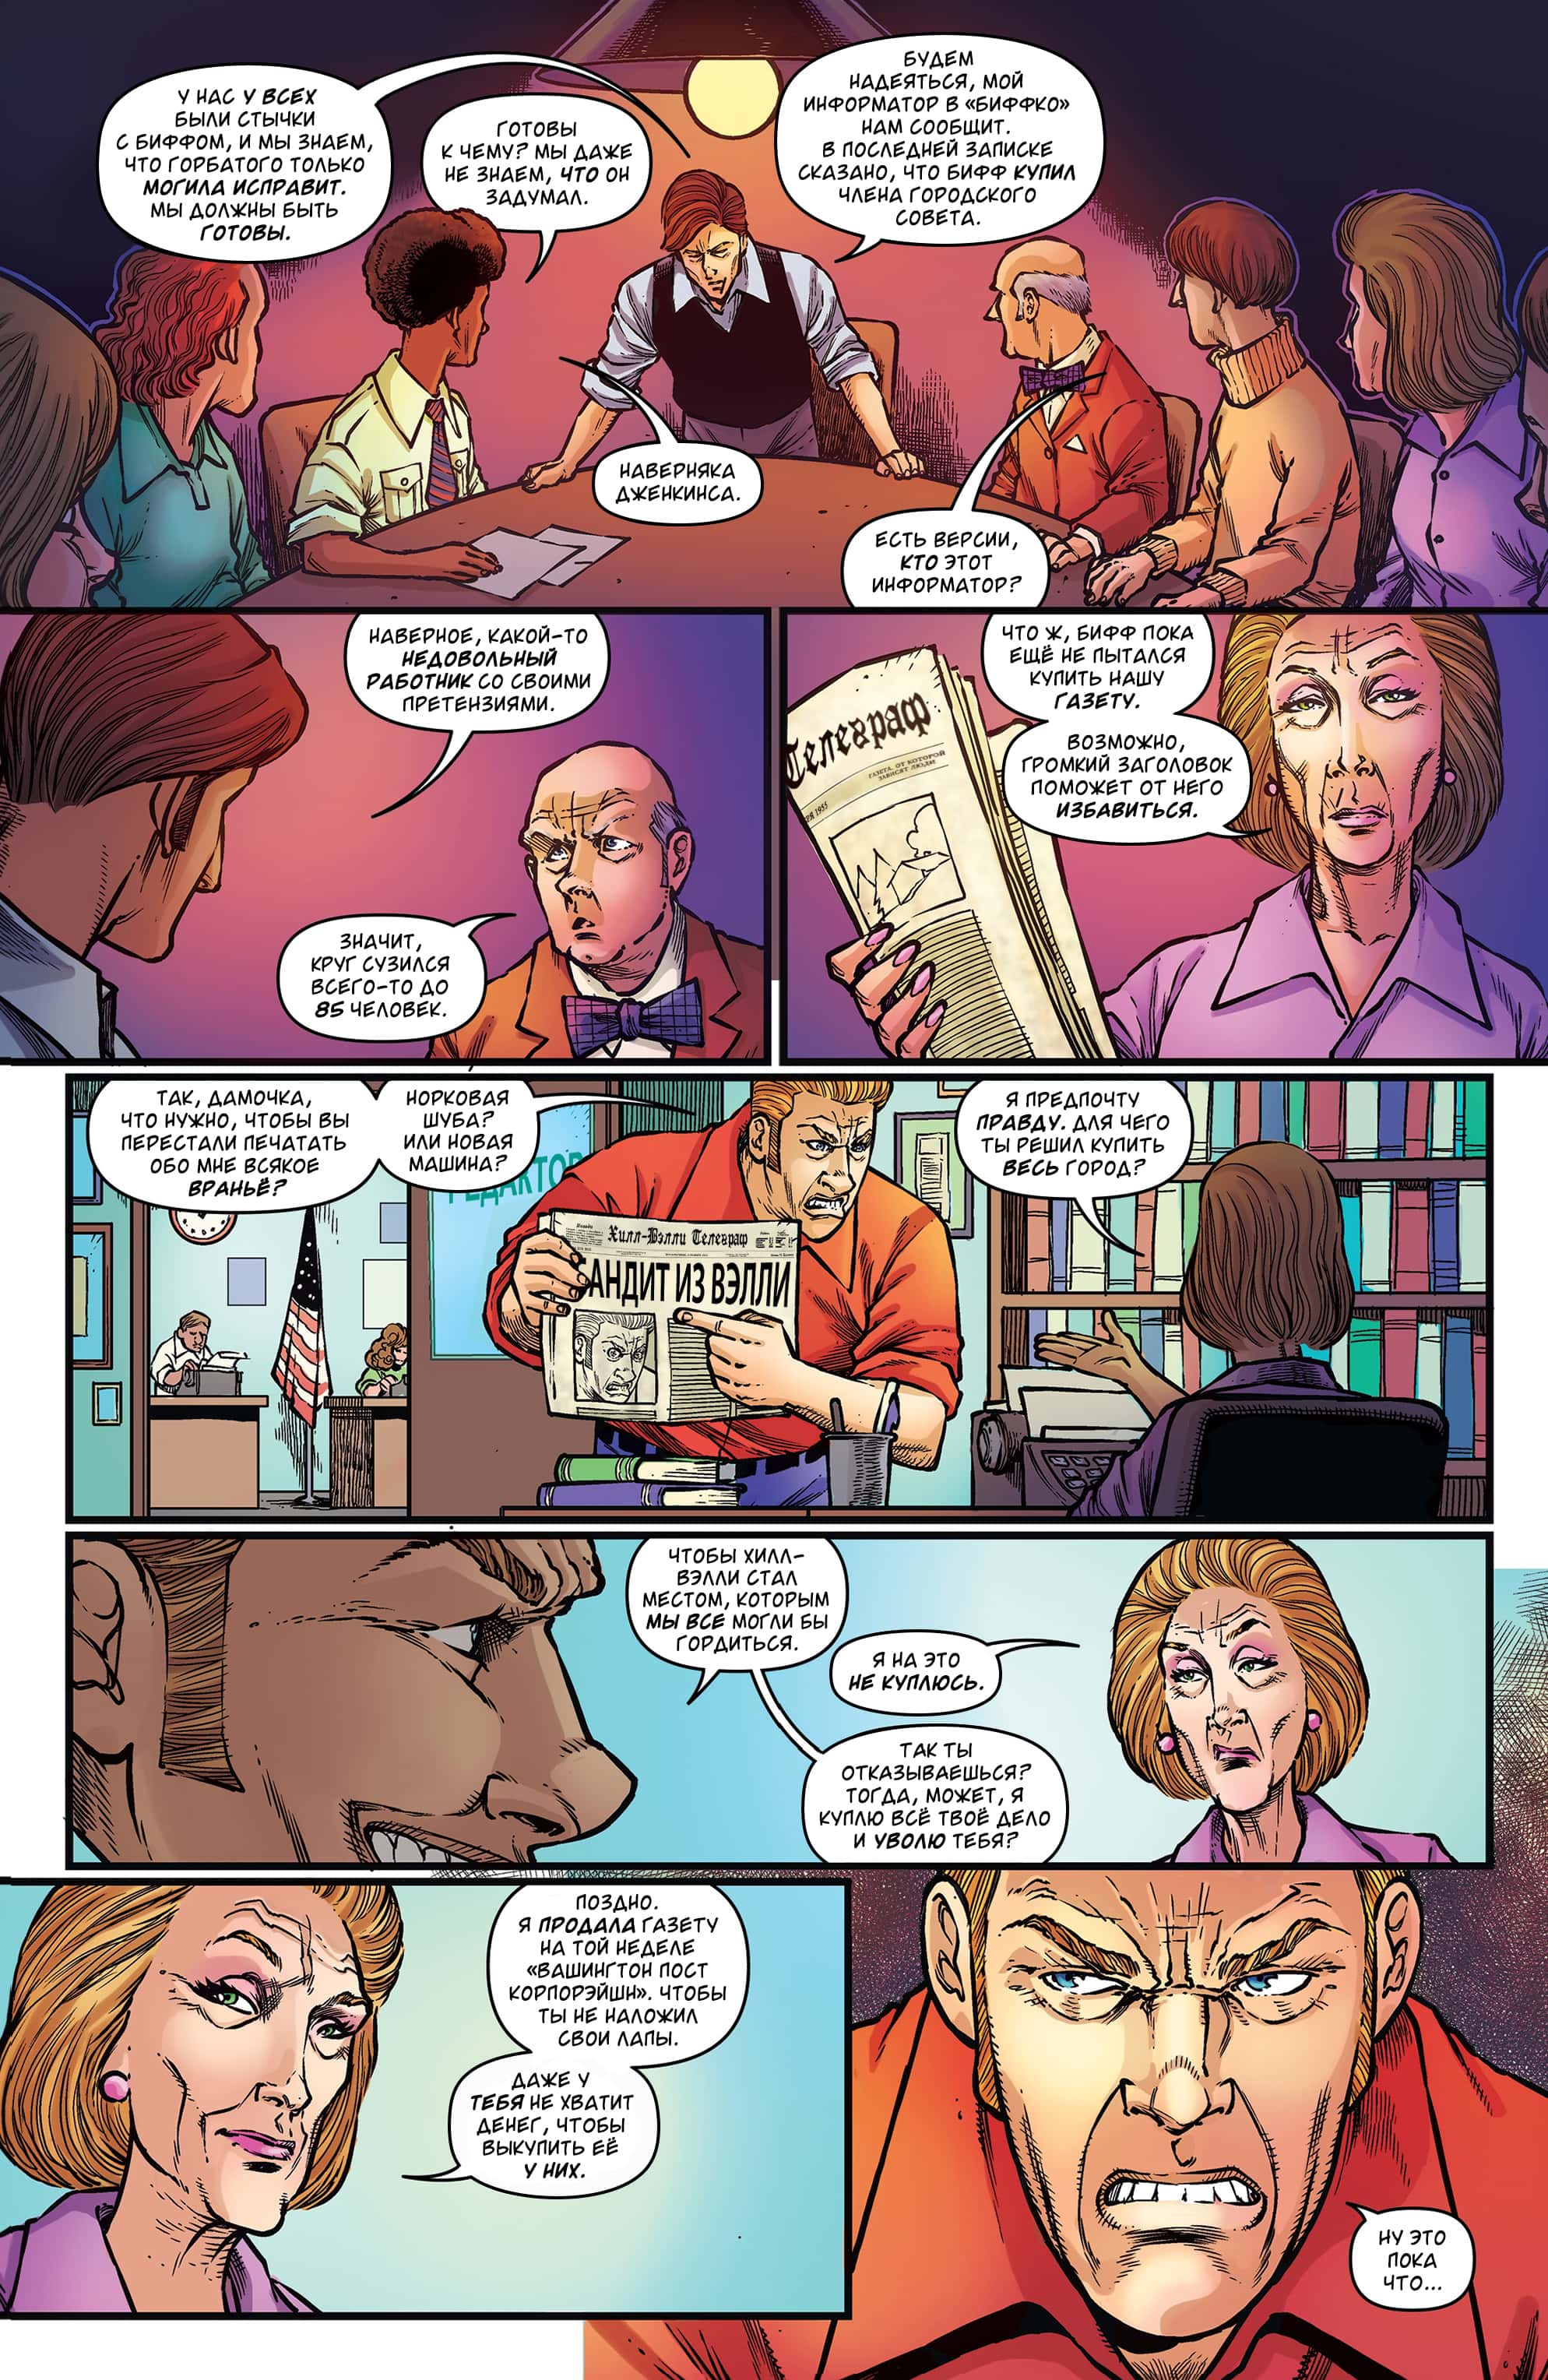 У НАС У ВСЕХ
БЫЛИ СТЫЧКИ
С БИФФОМ, И МЫ ЗНАЕМ,
ЧТО ГОРБАТОГО ТОЛЬКО
МОГИЛА ИСПРАВИТ.
МЫ ДОЛЖНЫ БЫТЬ
ГОТОВЫ.
ГОТОВЫ
К ЧЕМУ? МЫ ДАЖЕ
НЕ ЗНАЕМ, ЧТО ОН
ЗАДУМАЛ.
БУДЕМ
НАДЕЯТЬСЯ, МОЙ
ИНФОРМАТОР В «БИФФКО»
НАМ СООБЩИТ.
В ПОСЛЕДНЕЙ ЗАПИСКЕ
СКАЗАНО, ЧТО БИФФ КУПИЛ
ЧЛЕНА ГОРОДСКОГО
СОВЕТА.
НАВЕРНЯКА
ДЖЕНКИНСА.
ЕСТЬ ВЕРСИИ,
КТО ЭТОТ
ИНФОРМАТОР?
НАВЕРНОЕ, КАКОЙ-ТО
НЕДОВОЛЬНЫЙ
РАБОТНИК СО СВОИМИ
ПРЕТЕНЗИЯМИ.
ЗНАЧИТ,
КРУГ СУЗИЛСЯ
ВСЕГО-ТО ДО
85 ЧЕЛОВЕК.
ЧТО Ж, БИФФ ПОКА
ЕЩЁ НЕ ПЫТАЛСЯ
КУПИТЬ НАШУ
ГАЗЕТУ.
ВОЗМОЖНО,
ГРОМКИЙ ЗАГОЛОВОК
ПОМОЖЕТ ОТ НЕГО
ИЗБАВИТЬСЯ.
Телеграф
ГАЗЕТА, ОТ КОТОРОЙ
ЗАВИСЯТ ЛЮДИ
1955
ТАК, ДАМОЧКА,
ЧТО НУЖНО, ЧТОБЫ ВЫ
ПЕРЕСТАЛИ ПЕЧАТАТЬ
ОБО МНЕ ВСЯКОЕ
ВРАНЬЁ?
НОРКОВАЯ
ШУБА?
ИЛИ НОВАЯ
МАШИНА?
РЕДАКТОР
Хилл-Вэлли Телеграф
БАНДИТ ИЗ ВЭЛЛИ
Я ПРЕДПОЧТУ
ПРАВДУ. ДЛЯ ЧЕГО
ТЫ РЕШИЛ КУПИТЬ
ВЕСЬ ГОРОД?
ЧТОБЫ ХИЛЛ-
ВЭЛЛИ СТАЛ
МЕСТОМ, КОТОРЫМ
МЫ ВСЕ МОГЛИ БЫ
ГОРДИТЬСЯ.
Я НА ЭТО
НЕ КУПЛЮСЬ.
ТАК ТЫ
ОТКАЗЫВАЕШЬСЯ?
ТОГДА, МОЖЕТ, Я
КУПЛЮ ВСЁ ТВОЁ ДЕЛО
И УВОЛЮ ТЕБЯ?
ПОЗДНО.
Я ПРОДАЛА ГАЗЕТУ
НА ТОЙ НЕДЕЛЕ
«ВАШИНГТОН ПОСТ
КОРПОРЭЙШН». ЧТОБЫ
ТЫ НЕ НАЛОЖИЛ
СВОИ ЛАПЫ.
ДАЖЕ У
ТЕБЯ НЕ ХВАТИТ
ДЕНЕГ, ЧТОБЫ
ВЫКУПИТЬ ЕЁ
У НИХ.
НУ ЭТО
ПОКА
ЧТО...